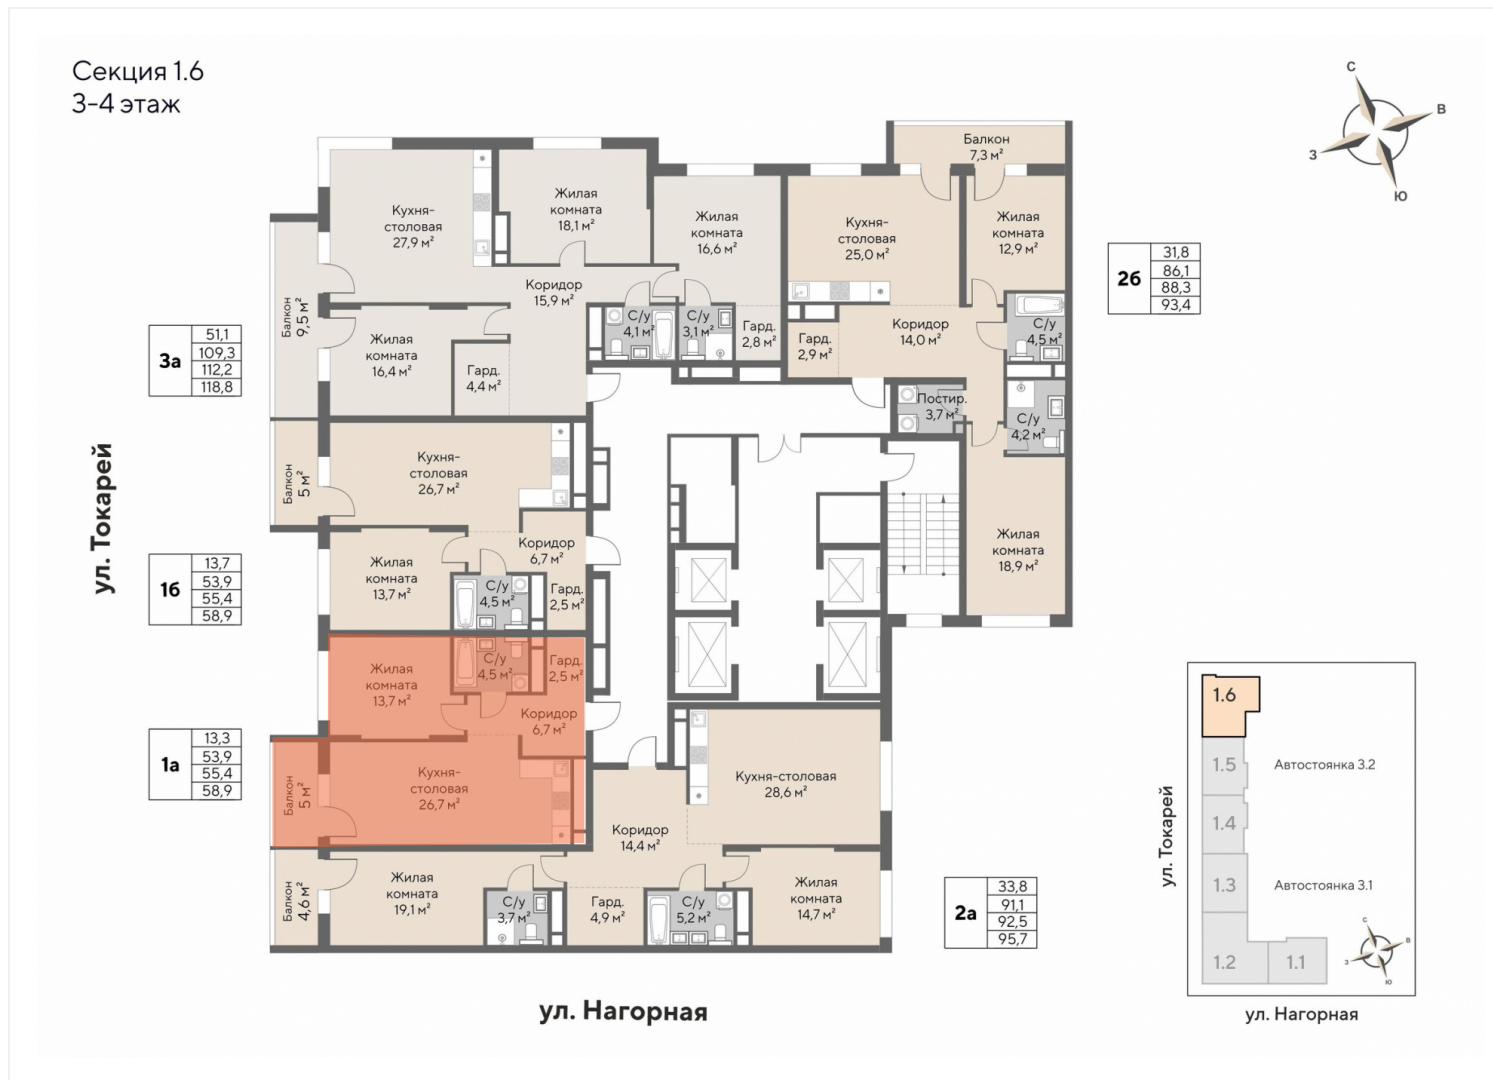 Секция 1.6
3-4 этаж
С
В
З
Ю
Балкон
7,3 м²
Кухня-
столовая
27,9 м²
Жилая
комната
18,1 м²
Жилая
комната
16,6 м²
Кухня-
столовая
25,0 м²
Жилая
комната
12,9 м²
2б
31,8
86,1
88,3
93,4
Балкон
9,5 м²
Коридор
15,9 м²
С/у
4,1 м²
С/у
3,1 м²
Гард.
2,8 м²
Гард.
2,9 м²
Коридор
14,0 м²
С/у
4,5 м²
3а
51,1
109,3
112,2
118,8
Жилая
комната
16,4 м²
Гард.
4,4 м²
Постир.
3,7 м²
С/у
4,2 м²
ул. Токарей
Балкон
5 м²
Кухня-
столовая
26,7 м²
Коридор
6,7 м²
Жилая
комната
18,9 м²
1б
13,7
53,9
55,4
58,9
Жилая
комната
13,7 м²
С/у
4,5 м²
Гард.
2,5 м²
Жилая
комната
13,7 м²
С/у
4,5 м²
Гард.
2,5 м²
Коридор
6,7 м²
1а
13,3
53,9
55,4
58,9
Балкон
5 м²
Кухня-
столовая
26,7 м²
Кухня-столовая
28,6 м²
Коридор
14,4 м²
Балкон
4,6 м²
Жилая
комната
19,1 м²
С/у
3,7 м²
Гард.
4,9 м²
С/у
5,2 м²
Жилая
комната
14,7 м²
2а
33,8
91,1
92,5
95,7
ул. Нагорная
1.6
1.5
Автостоянка 3.2
1.4
ул. Токарей
1.3
Автостоянка 3.1
1.2
1.1
С
В
З
Ю
ул. Нагорная